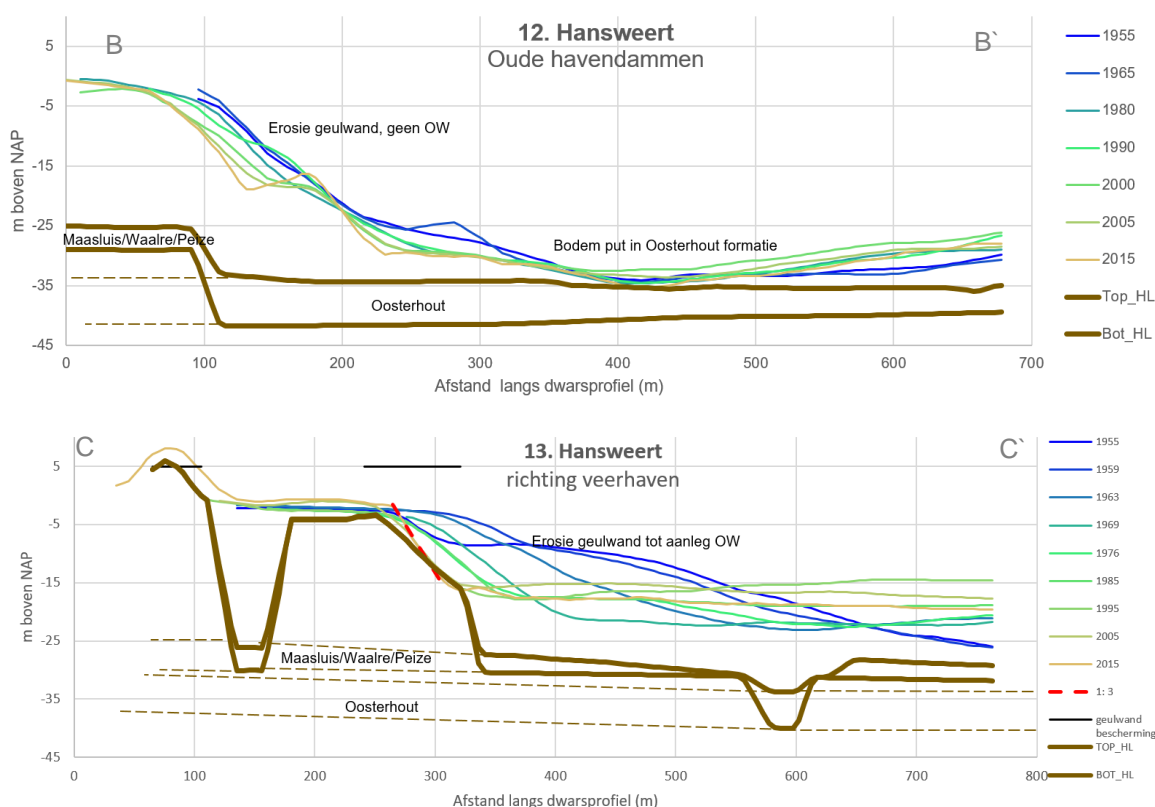 B
12. Hansweert
Oude havendammen
B`
m boven NAP
5
-5
-15
-25
-35
-45
Erosie geulwand, geen OW
Bodem put in Oosterhout formatie
Maasluis/Waalre/Peize
Oosterhout
0
100
200
300
400
500
600
700
Afstand langs dwarsprofiel (m)
1955
1965
1980
1990
2000
2005
2015
Top_HL
Bot_HL
C
13. Hansweert
richting veerhaven
C`
m boven NAP
5
-5
-15
-25
-35
-45
Erosie geulwand tot aanleg OW
Maasluis/Waalre/Peize
Oosterhout
0
100
200
300
400
500
600
700
800
Afstand langs dwarsprofiel (m)
1955
1959
1963
1969
1976
1985
1995
2005
2015
1: 3
geulwand
bescherming
TOP_HL
BOT_HL